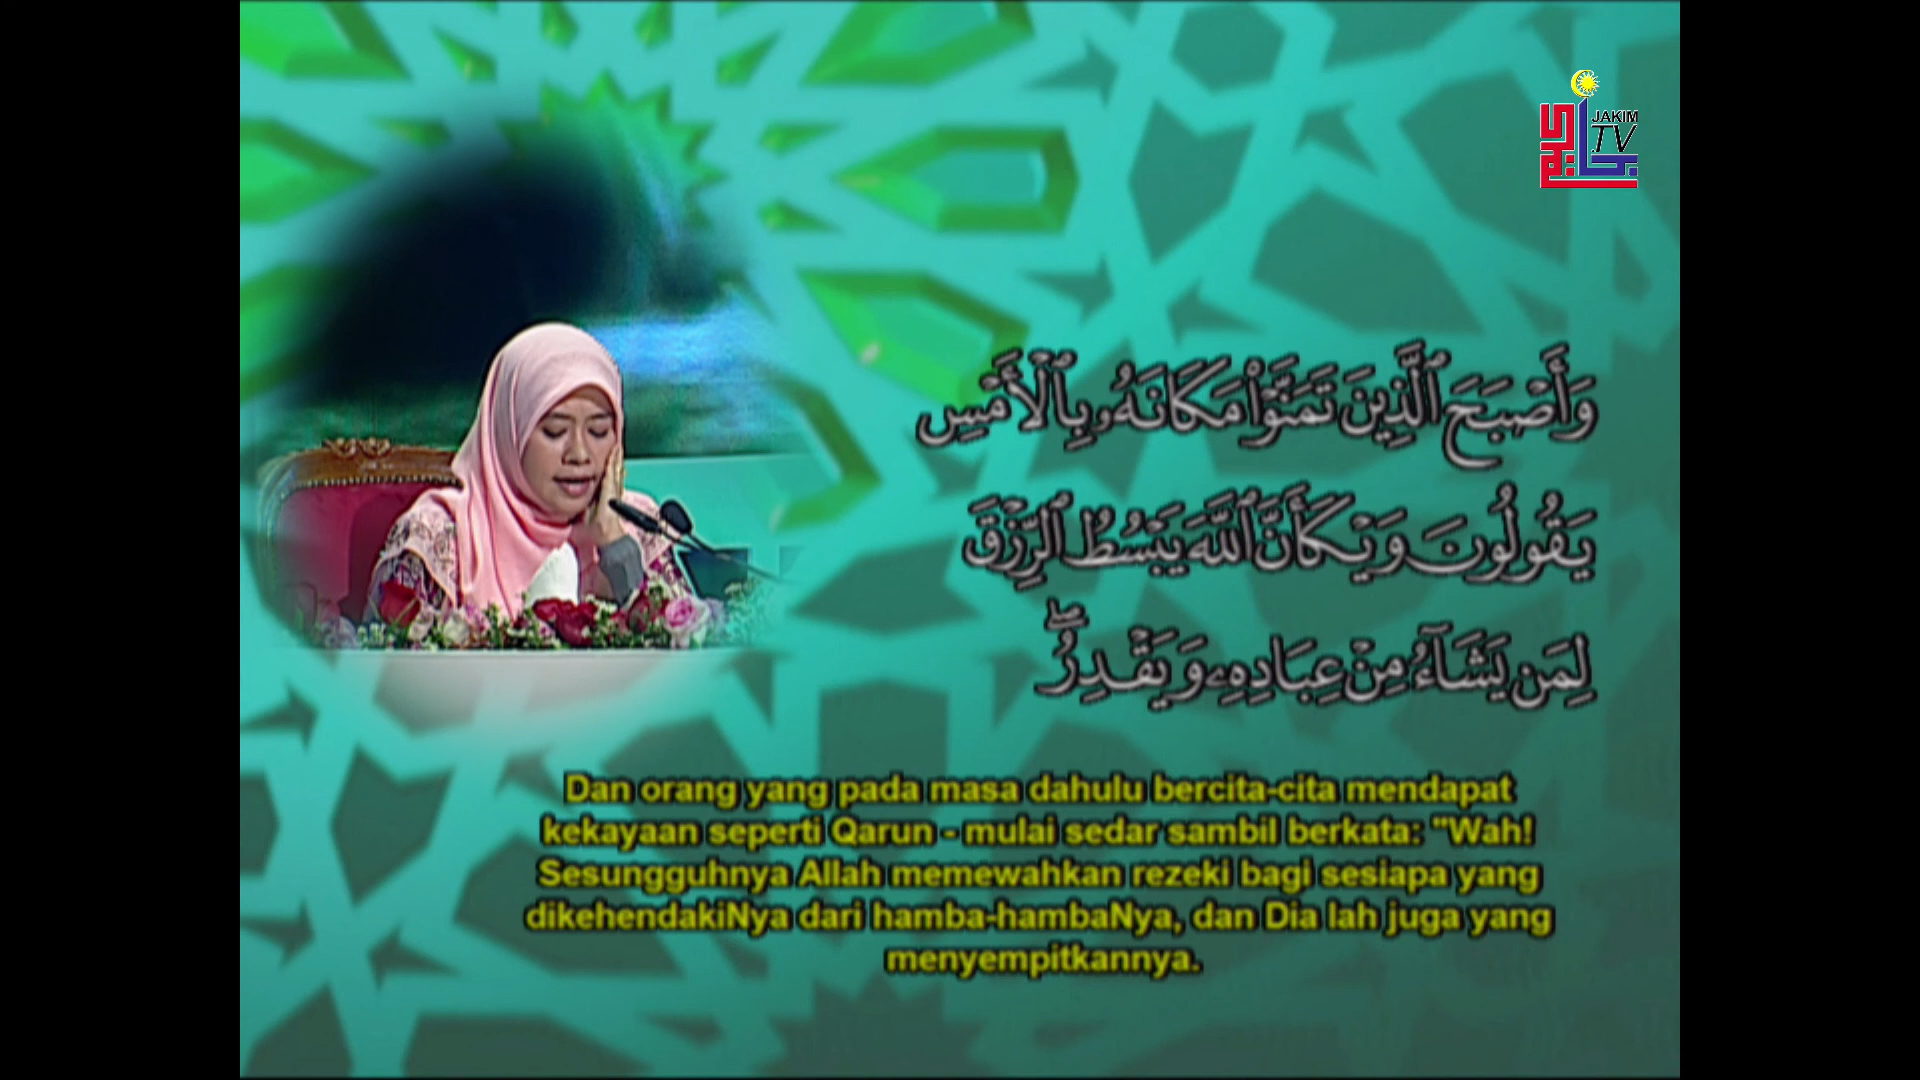 JAKIM
TV
وَأَصۡبَحَ ٱلَّذِينَ تَمَنَّوۡاْ مَكَانَهُۥ بِٱلۡأَمۡسِ
يَقُولُونَ وَيۡكَأَنَّ ٱللَّهَ يَبۡسُطُ ٱلرِّزۡقَ
لِمَن يَشَآءُ مِنۡ عِبَادِهِۦ وَيَقۡدِرُۖ
Dan orang yang pada masa dahulu bercita-cita mendapat
kekayaan seperti Qarun - mulai sedar sambil berkata: "Wah!
Sesungguhnya Allah memewahkan rezeki bagi sesiapa yang
dikehendakiNya dari hamba-hambaNya, dan Dia lah juga yang
menyempitkannya.